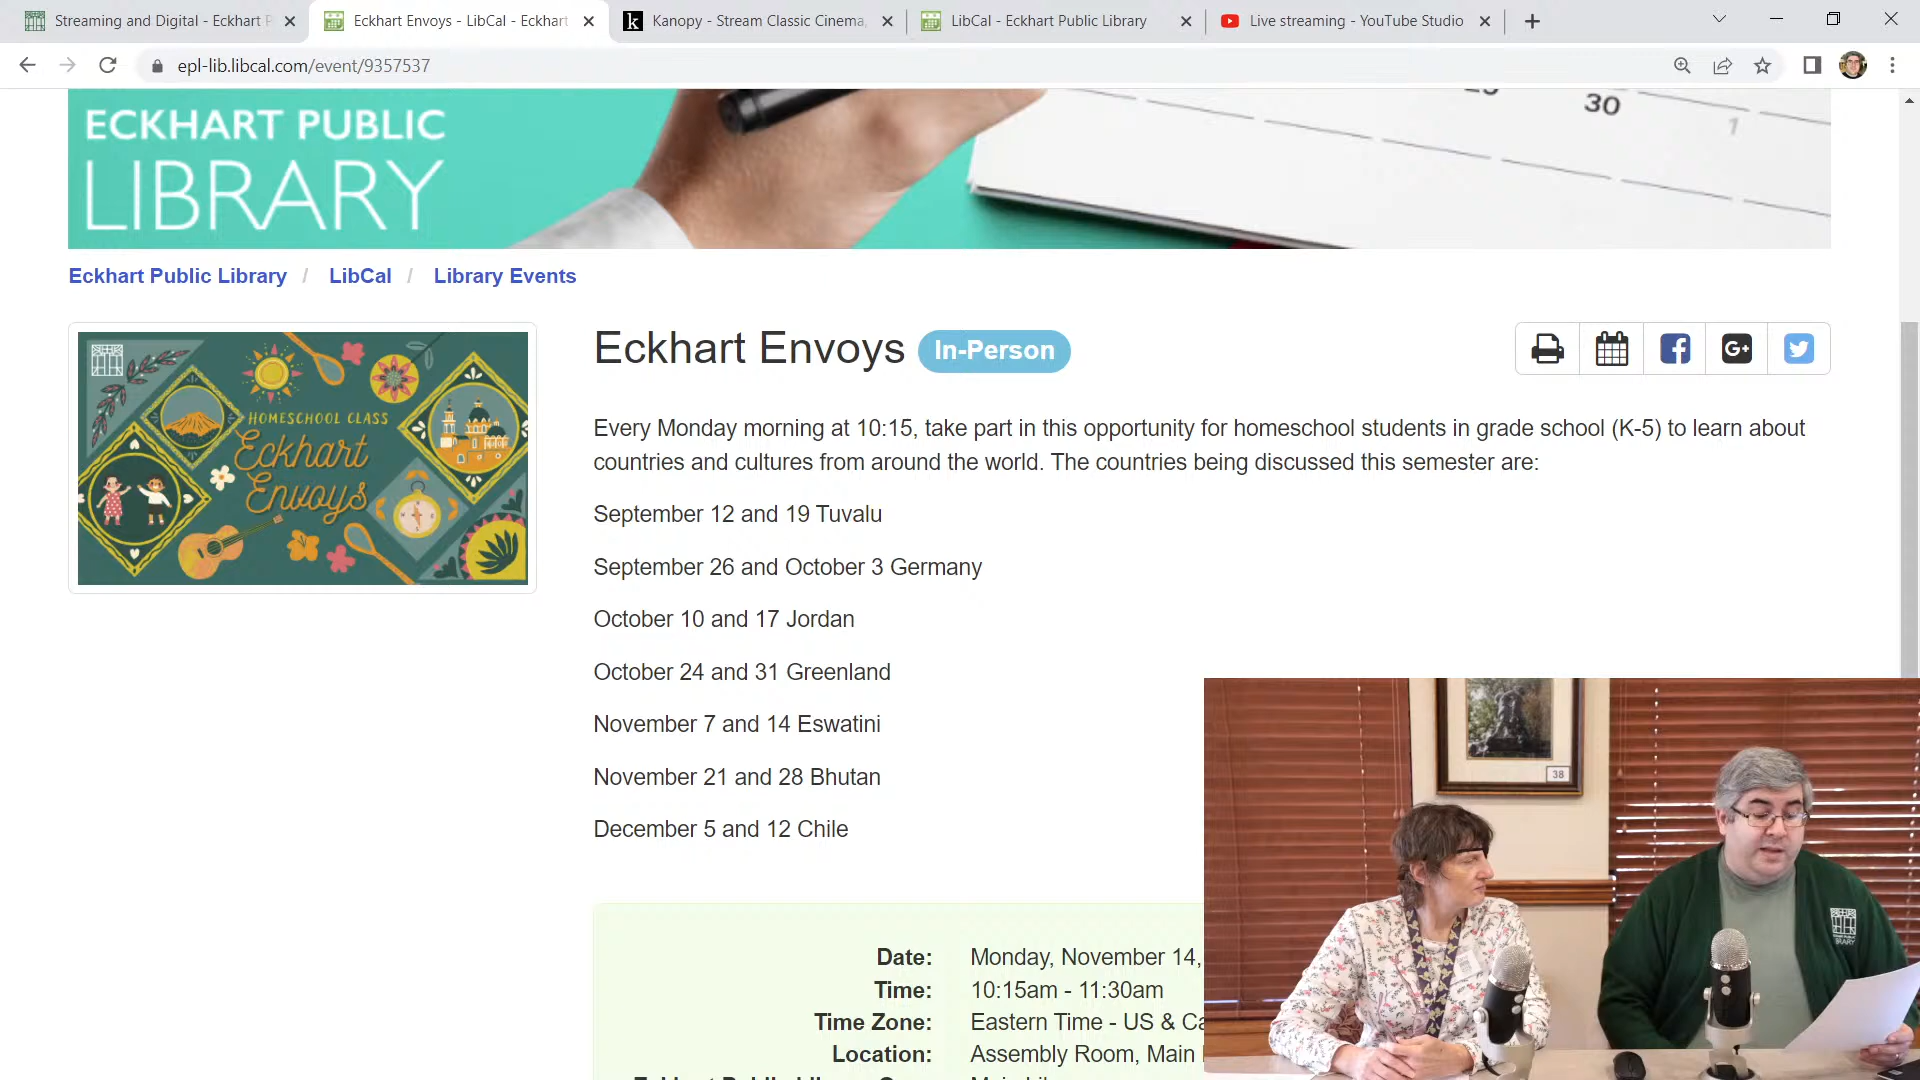 Streaming and Digital - Eckhart P
Eckhart Envoys - LibCal - Eckhart
Kanopy - Stream Classic Cinema,
LibCal - Eckhart Public Library
Live streaming - YouTube Studio
epl-lib.libcal.com/event/9357537
ECKHART PUBLIC
LIBRARY
30
1
Eckhart Public Library / LibCal / Library Events
HOMESCHOOL CLASS
Eckhart
Envoys
Eckhart Envoys In-Person
G+
Every Monday morning at 10:15, take part in this opportunity for homeschool students in grade school (K-5) to learn about
countries and cultures from around the world. The countries being discussed this semester are:
September 12 and 19 Tuvalu
September 26 and October 3 Germany
October 10 and 17 Jordan
October 24 and 31 Greenland
November 7 and 14 Eswatini
November 21 and 28 Bhutan
December 5 and 12 Chile
38
Date: Monday, November 14,
Time: 10:15am - 11:30am
Time Zone: Eastern Time - US & Ca
Location: Assembly Room, Main
LIBRARY